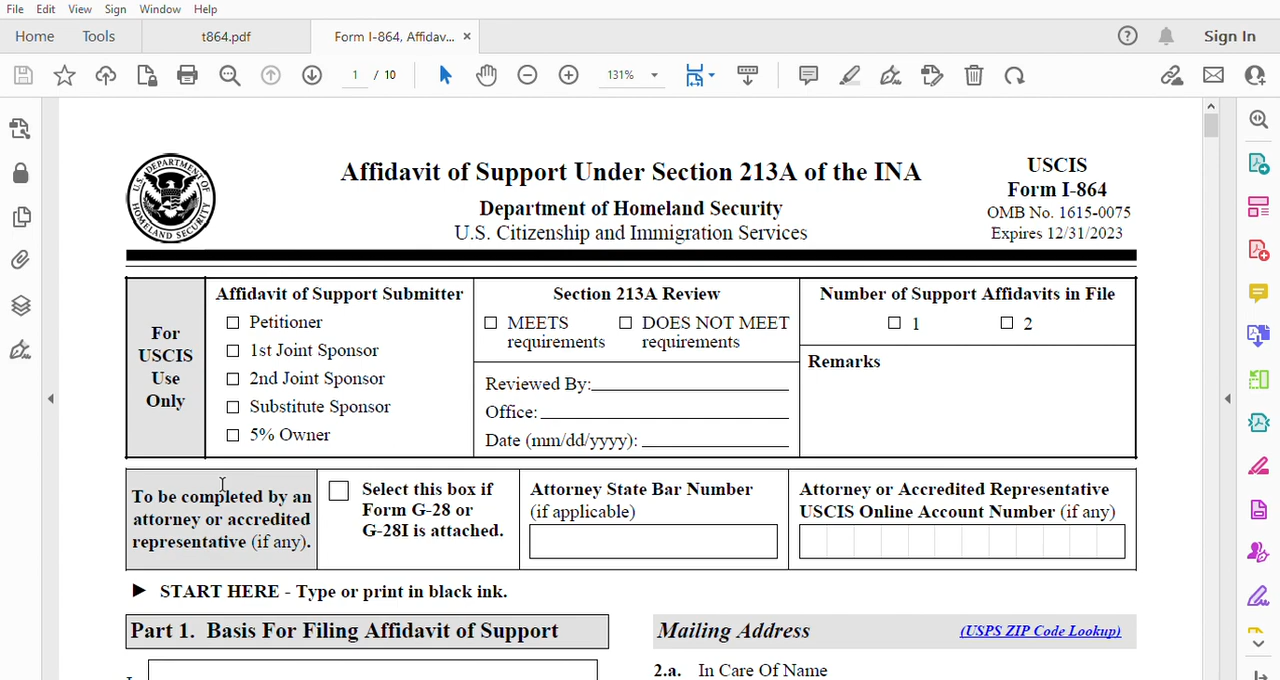 File Edit View Sign Window Help
Home Tools t864.pdf Form I-864, Affidav... × Sign In
1 / 10 131%
Affidavit of Support Under Section 213A of the INA
Department of Homeland Security
U.S. Citizenship and Immigration Services
USCIS
Form I-864
OMB No. 1615-0075
Expires 12/31/2023
U.S. DEPARTMENT OF HOMELAND SECURITY
For
USCIS
Use
Only
Affidavit of Support Submitter
Petitioner
1st Joint Sponsor
2nd Joint Sponsor
Substitute Sponsor
5% Owner
Section 213A Review
MEETS
requirements
DOES NOT MEET
requirements
Reviewed By:
Office:
Date (mm/dd/yyyy):
Number of Support Affidavits in File
1 2
Remarks
To be completed by an
attorney or accredited
representative (if any).
Select this box if
Form G-28 or
G-28I is attached.
Attorney State Bar Number
(if applicable)
Attorney or Accredited Representative
USCIS Online Account Number (if any)
► START HERE - Type or print in black ink.
Part 1. Basis For Filing Affidavit of Support
Mailing Address (USPS ZIP Code Lookup)
2.a. In Care Of Name